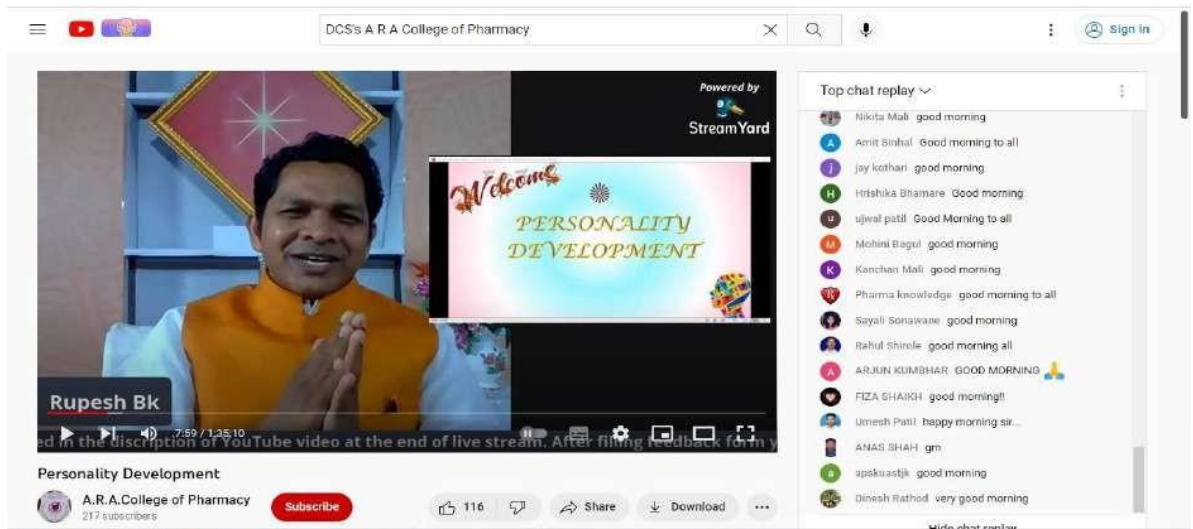 DCS's A R A College of Pharmacy
Sign in
Powered by
StreamYard
Welcome
PERSONALITY
DEVELOPMENT
Rupesh Bk
7:59 / 1:35:10
ed in the discription of YouTube video at the end of live stream. After filling feedback form y
Personality Development
A.R.A.College of Pharmacy
217 subscribers
Subscribe
116
Share
Download
Top chat replay
Nikita Mali good morning
Amit Sinhal Good morning to all
jay kothari good morning
Hrishika Bhamare Good morning
ujwal patil Good Morning to all
Mohini Bagul good morning
Kanchan Mali good morning
Pharma knowledge good morning to all
Sayali Sonawane good morning
Rahul Shirole good morning all
ARJUN KUMBHAR GOOD MORNING 🙏
FIZA SHAIKH good morning!!
Umesh Patil happy morning sir...
ANAS SHAH gm
apskuastjk good morning
Dinesh Rathod very good morning
Hide chat replay